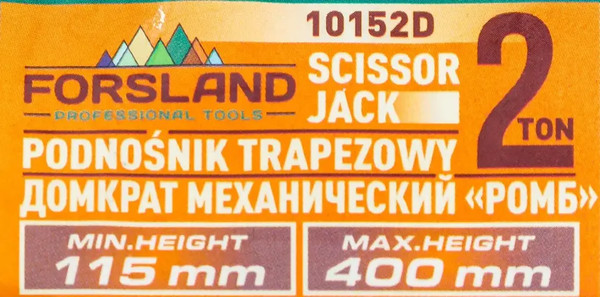 10152D
FORSLAND
PROFESSIONAL TOOLS
SCISSOR
JACK
2 TON
PODNOŚNIK TRAPEZOWY
ДОМКРАТ МЕХАНИЧЕСКИЙ «РОМБ»
MIN.HEIGHT
115 mm
MAX.HEIGHT
400 mm